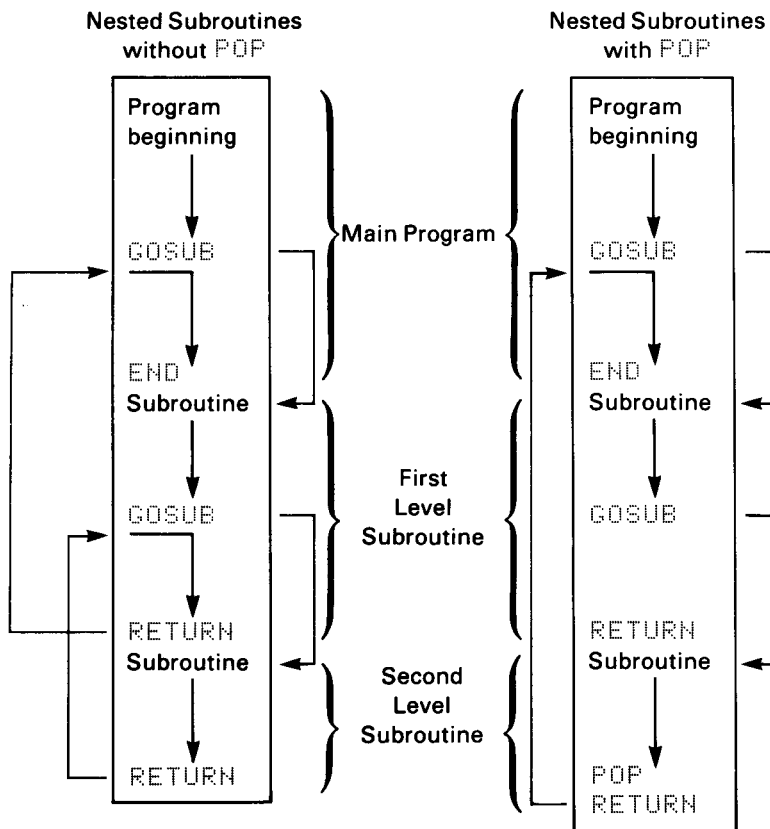 Nested Subroutines
without POP
Program
beginning
GOSUB
END
Subroutine
GOSUB
RETURN
Subroutine
RETURN
Main Program
First
Level
Subroutine
Second
Level
Subroutine
Nested Subroutines
with POP
Program
beginning
GOSUB
END
Subroutine
GOSUB
RETURN
Subroutine
POP
RETURN